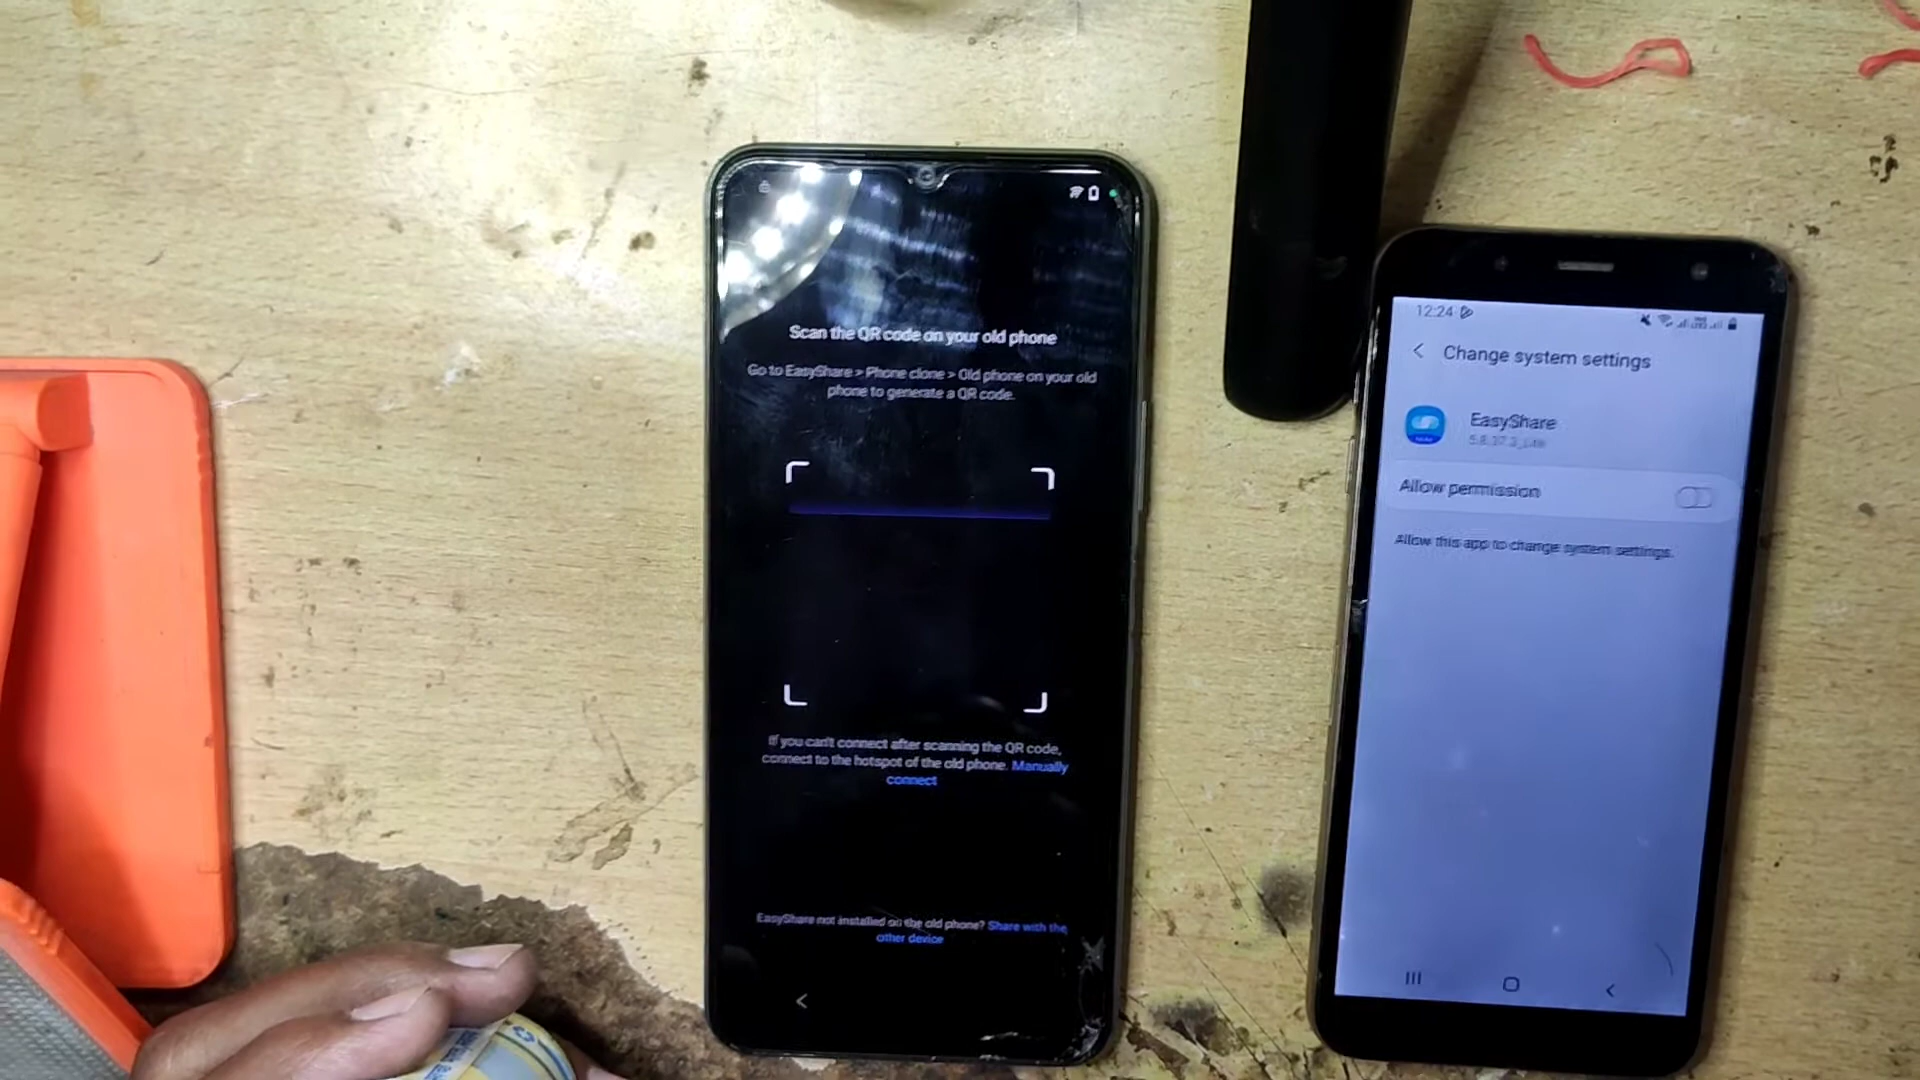 Scan the QR code on your old phone
Go to EasyShare > Phone clone > Old phone on your old
phone to generate a QR code.
If you can't connect after scanning the QR code,
connect to the hotspot of the old phone. Manually
connect
EasyShare not installed on the old phone? Share with the
other device
12:24
Change system settings
EasyShare
Allow permission
Allow this app to change system settings.